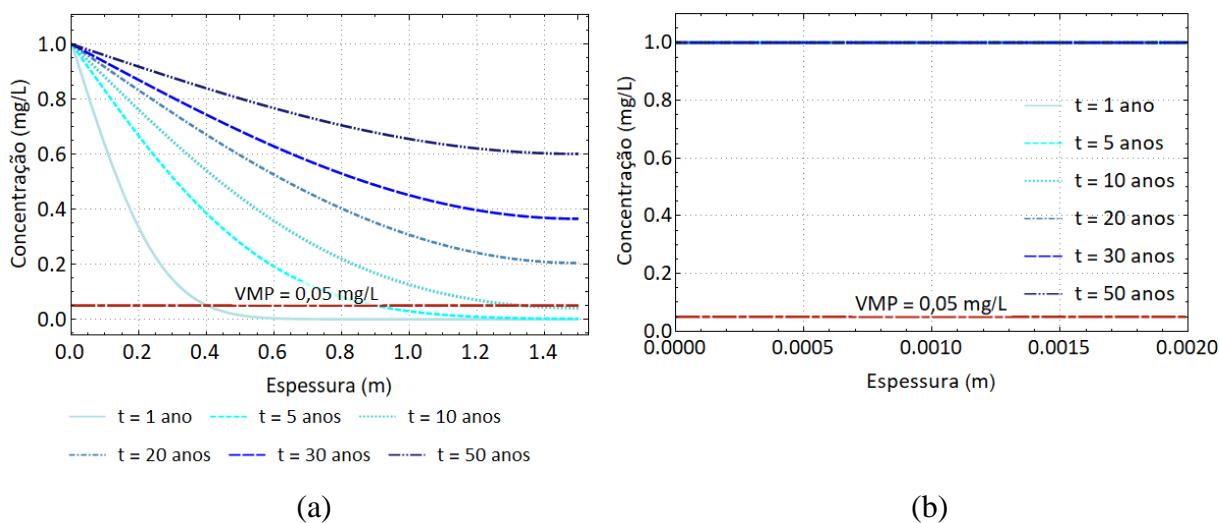 1.0
0.8
0.6
0.4
0.2
0.0
Concentração (mg/L)
VMP = 0,05 mg/L
0.0 0.2 0.4 0.6 0.8 1.0 1.2 1.4
Espessura (m)
t = 1 ano t = 5 anos t = 10 anos
t = 20 anos t = 30 anos t = 50 anos
(a)
1.0
0.8
0.6
0.4
0.2
0.0
Concentração (mg/L)
t = 1 ano
t = 5 anos
t = 10 anos
t = 20 anos
t = 30 anos
t = 50 anos
VMP = 0,05 mg/L
0.0000 0.0005 0.0010 0.0015 0.0020
Espessura (m)
(b)